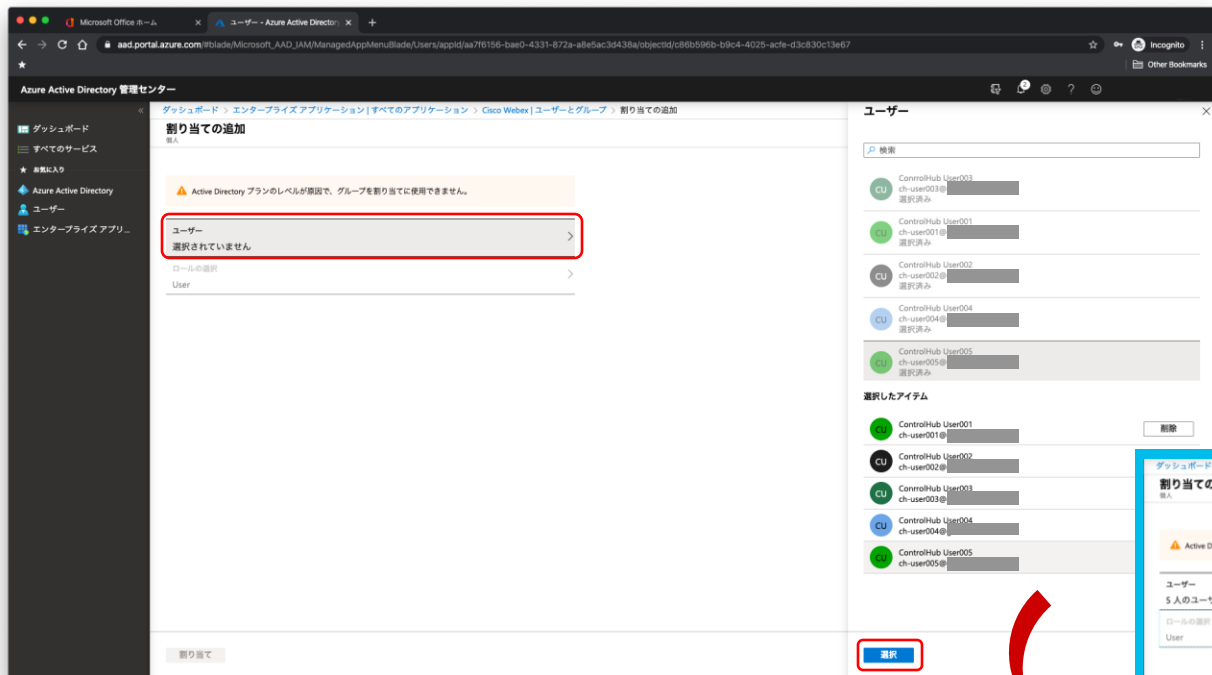 Microsoft Office ホーム
ユーザー - Azure Active Director
aad.portal.azure.com/#blade/Microsoft_AAD_IAM/ManagedAppMenuBlade/Users/appId/aa7f6156-bae0-4331-872a-a8e5ac3d438a/objectId/c86b596b-b9c4-4025-acfe-d3c830c13e67
Incognito
Other Bookmarks
Azure Active Directory 管理センター
2
ダッシュボード
すべてのサービス
お気に入り
Azure Active Directory
ユーザー
エンタープライズ アプリ...
ダッシュボード > エンタープライズ アプリケーション | すべてのアプリケーション > Cisco Webex | ユーザーとグループ > 割り当ての追加
割り当ての追加
個人
Active Directory プランのレベルが原因で、グループを割り当てに使用できません。
ユーザー
選択されていません
ロールの選択
User
割り当て
ユーザー
検索
CU
ConrrolHub User003
ch-user003@
選択済み
CU
ControlHub User001
ch-user001@
選択済み
CU
ControlHub User002
ch-user002@
選択済み
CU
ControlHub User004
ch-user004@
選択済み
CU
ControlHub User005
ch-user005@
選択済み
選択したアイテム
CU
ControlHub User001
ch-user001@
削除
CU
ControlHub User002
ch-user002@
CU
ConrrolHub User003
ch-user003@
CU
ControlHub User004
ch-user004@
CU
ControlHub User005
ch-user005@
選択
ダッシュボード
割り当ての
個人
Active D
ユーザー
5 人のユーザ
ロールの選択
User